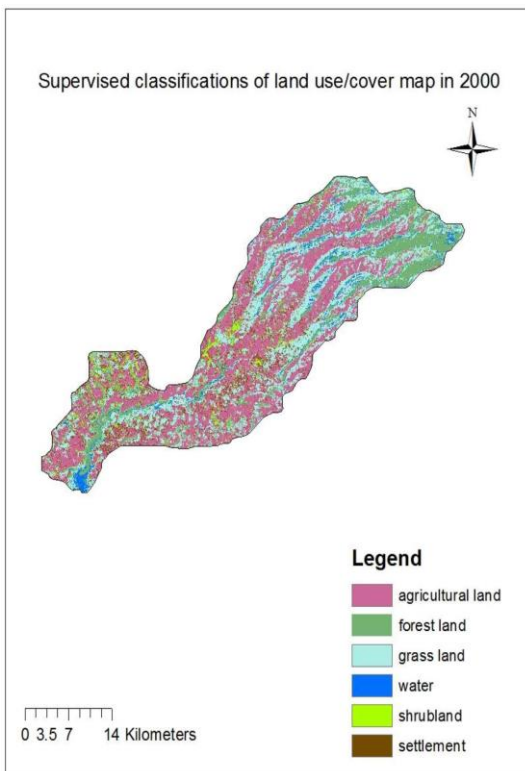 Supervised classifications of land use/cover map in 2000
N
Legend
agricultural land
forest land
grass land
water
shrubland
settlement
0 3.5 7 14 Kilometers